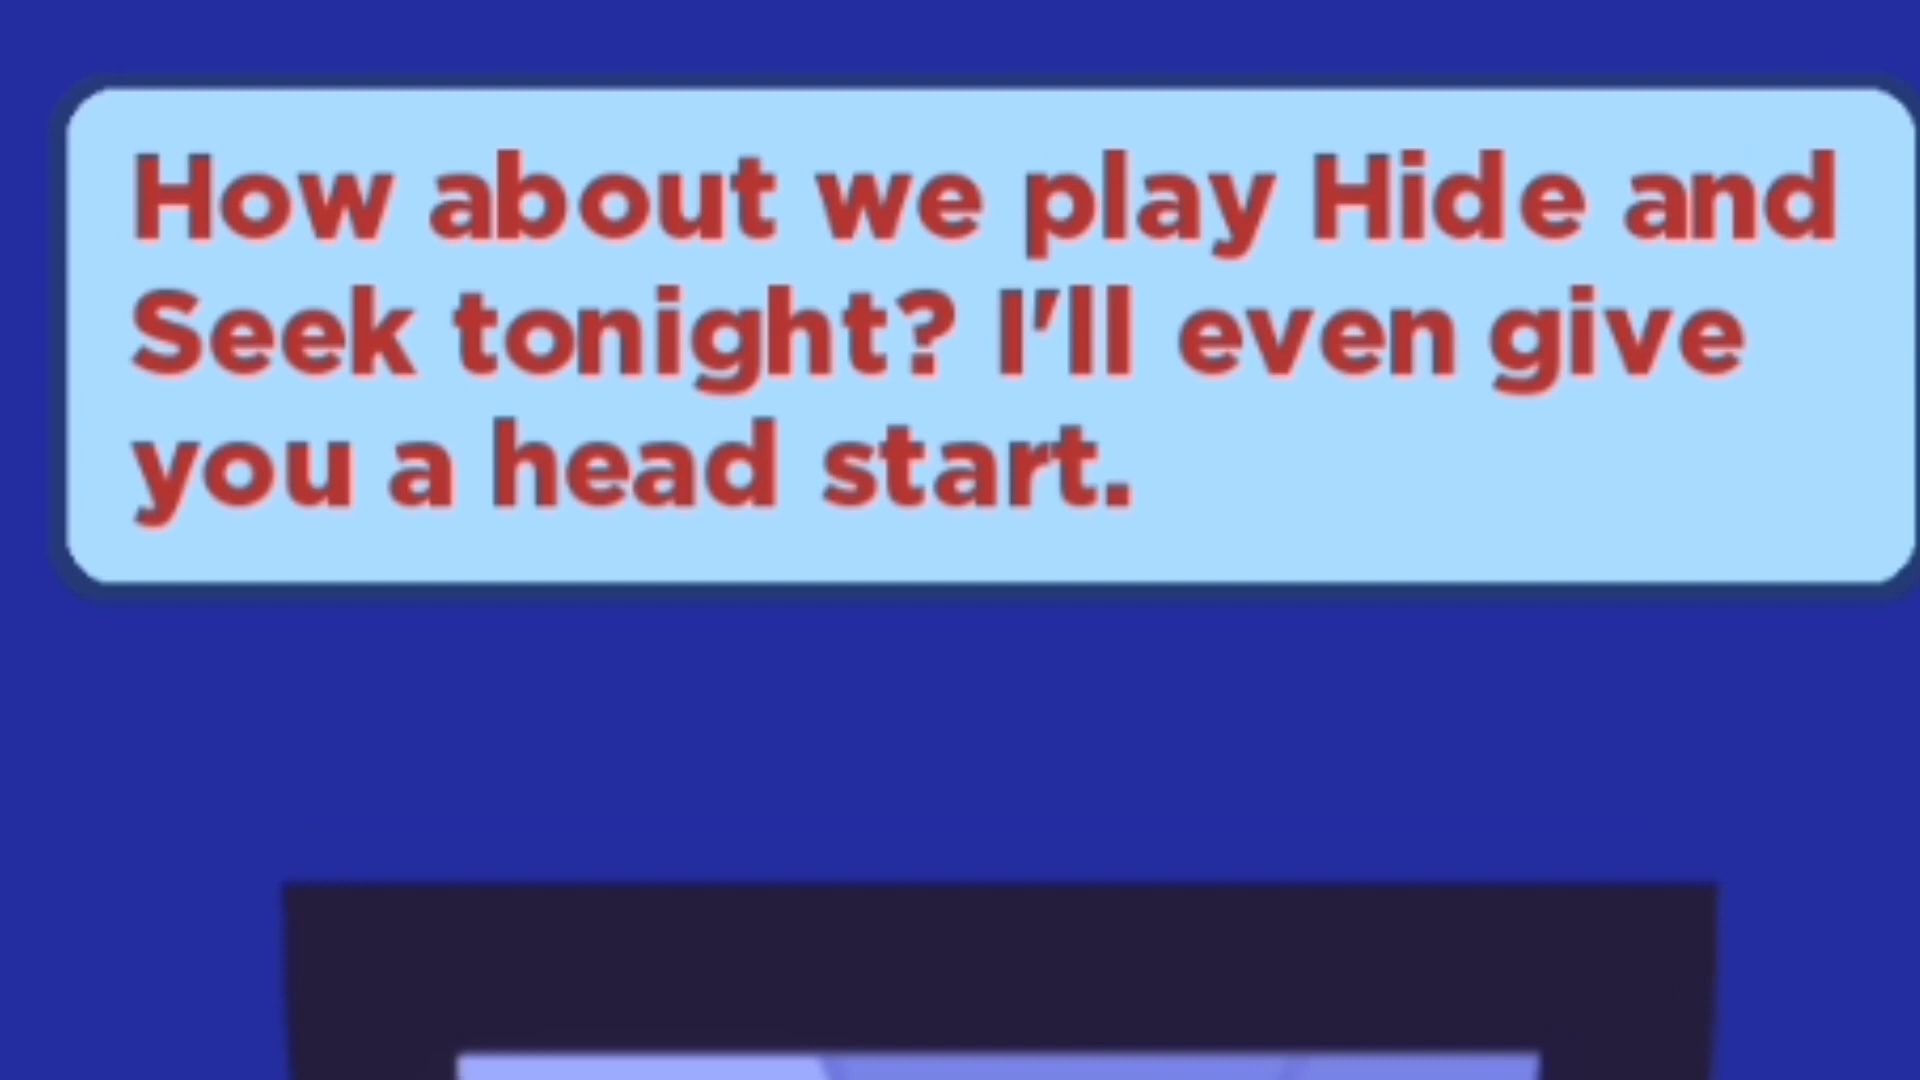 How about we play Hide and
Seek tonight? I'll even give
you a head start.